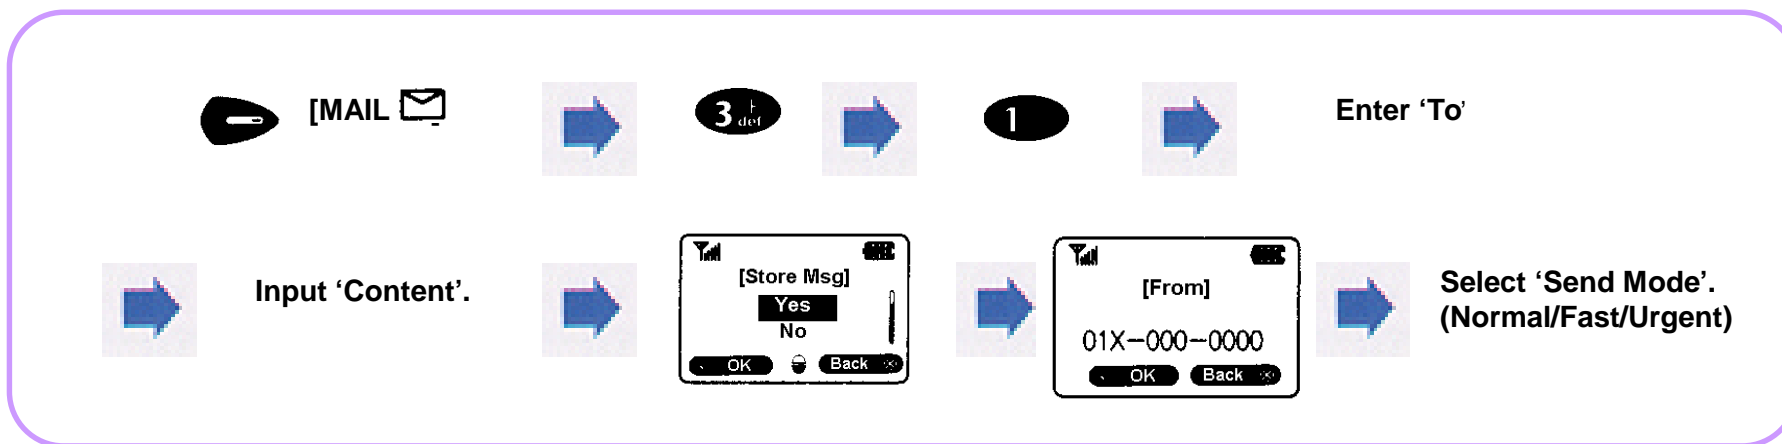 [MAIL
3 def
1
Enter ‘To’
Input ‘Content’.
[Store Msg]
Yes
No
OK Back
[From]
01X-000-0000
OK Back
Select ‘Send Mode’.
(Normal/Fast/Urgent)